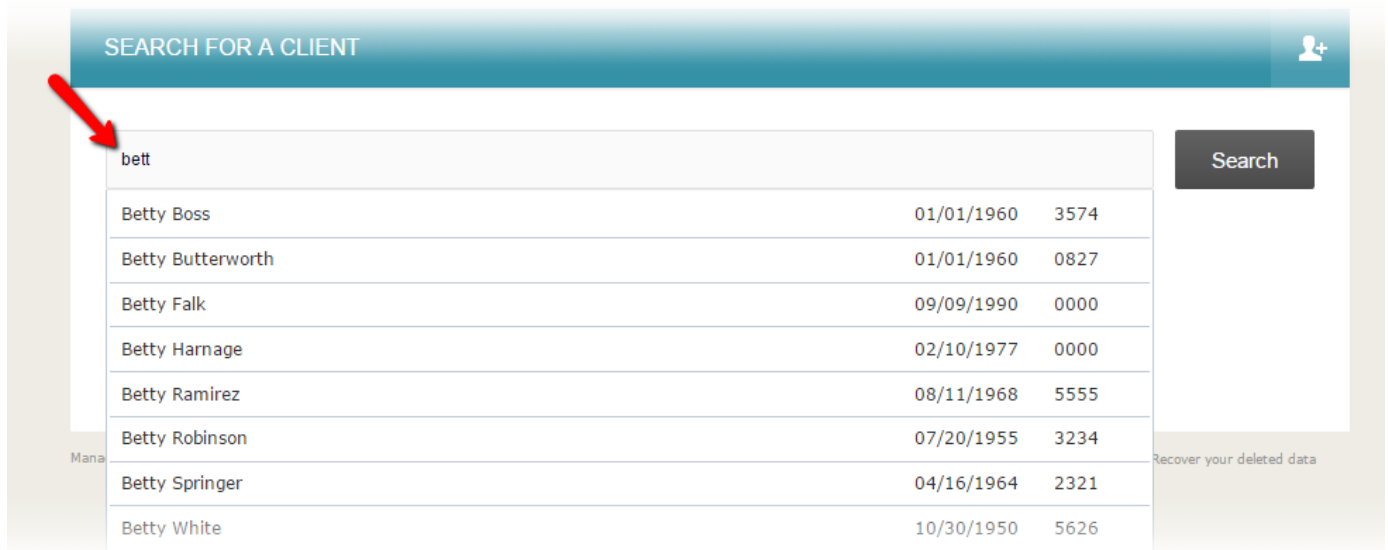 SEARCH FOR A CLIENT
bett
Search
Betty Boss 01/01/1960 3574
Betty Butterworth 01/01/1960 0827
Betty Falk 09/09/1990 0000
Betty Harnage 02/10/1977 0000
Betty Ramirez 08/11/1968 5555
Betty Robinson 07/20/1955 3234
Mana Recover your deleted data
Betty Springer 04/16/1964 2321
Betty White 10/30/1950 5626